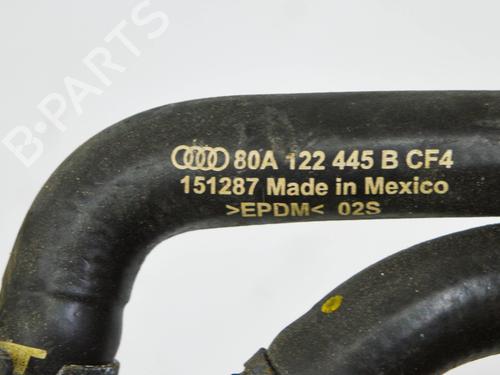 80A 122 445 B CF4
151287 Made in Mexico
>EPDM< 02S
B-PARTS